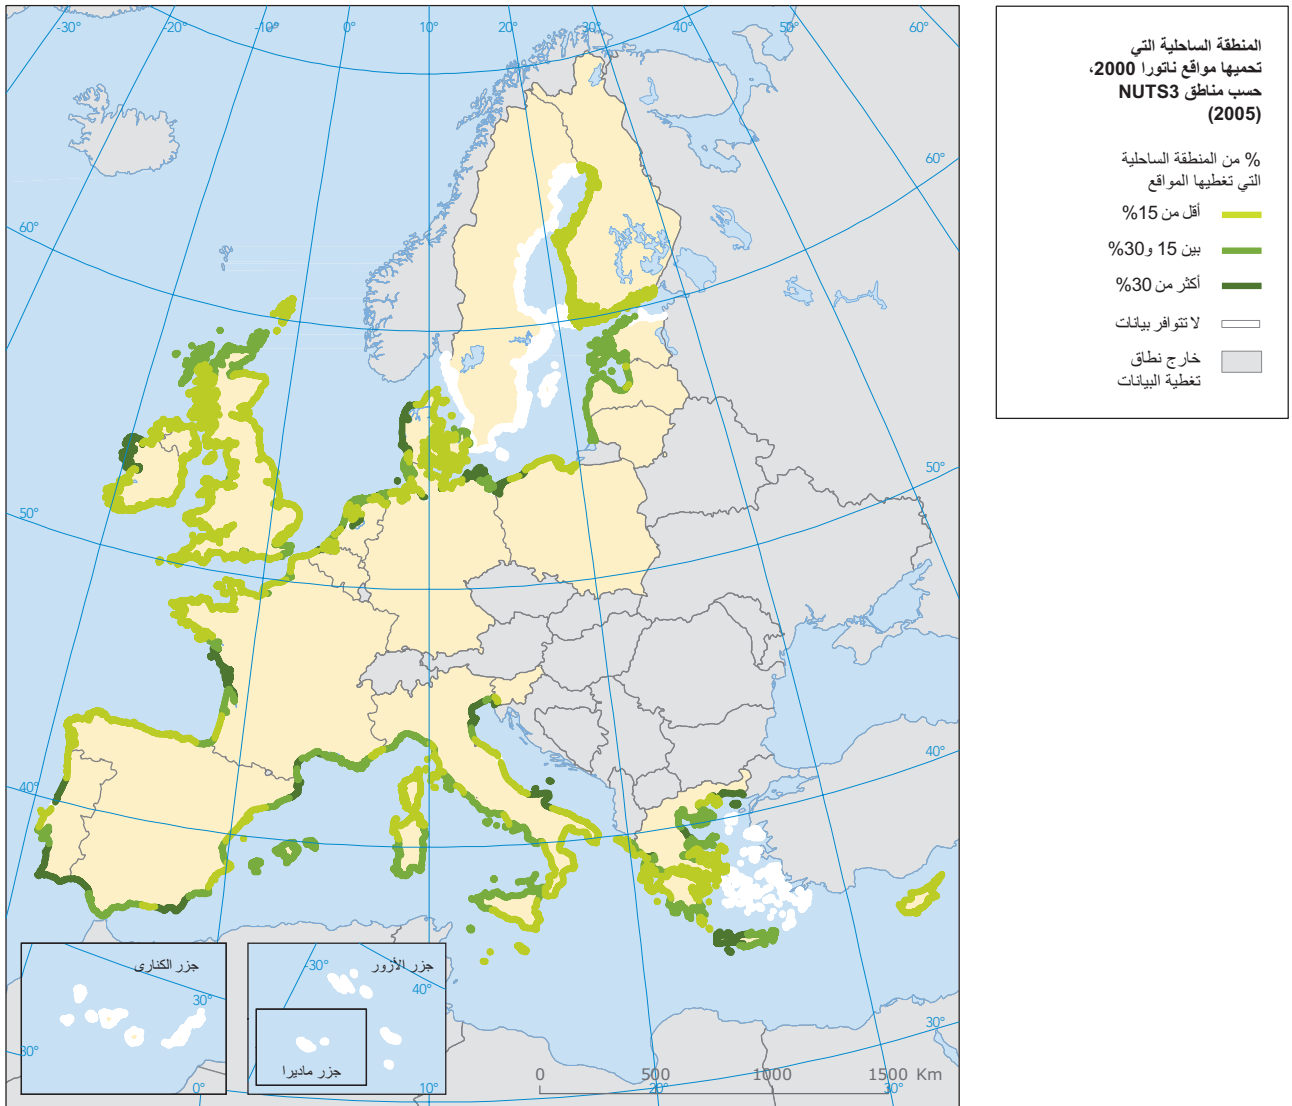 المنطقة الساحلية التي
تحميها مواقع ناتورا 2000،
حسب مناطق NUTS3
(2005)
% من المنطقة الساحلية
التي تغطيها المواقع
أقل من 15%
بين 15 و30%
أكثر من 30%
لا تتوافر بيانات
خارج نطاق
تغطية البيانات
-30°
-20°
-10°
0°
10°
20°
30°
40°
50°
60°
60°
60°
50°
50°
40°
40°
جزر الكنارى
30°
30°
0°
جزر الأزور
-30°
40°
جزر ماديرا
10°
20°
30°
30°
0 500 1000 1500 Km